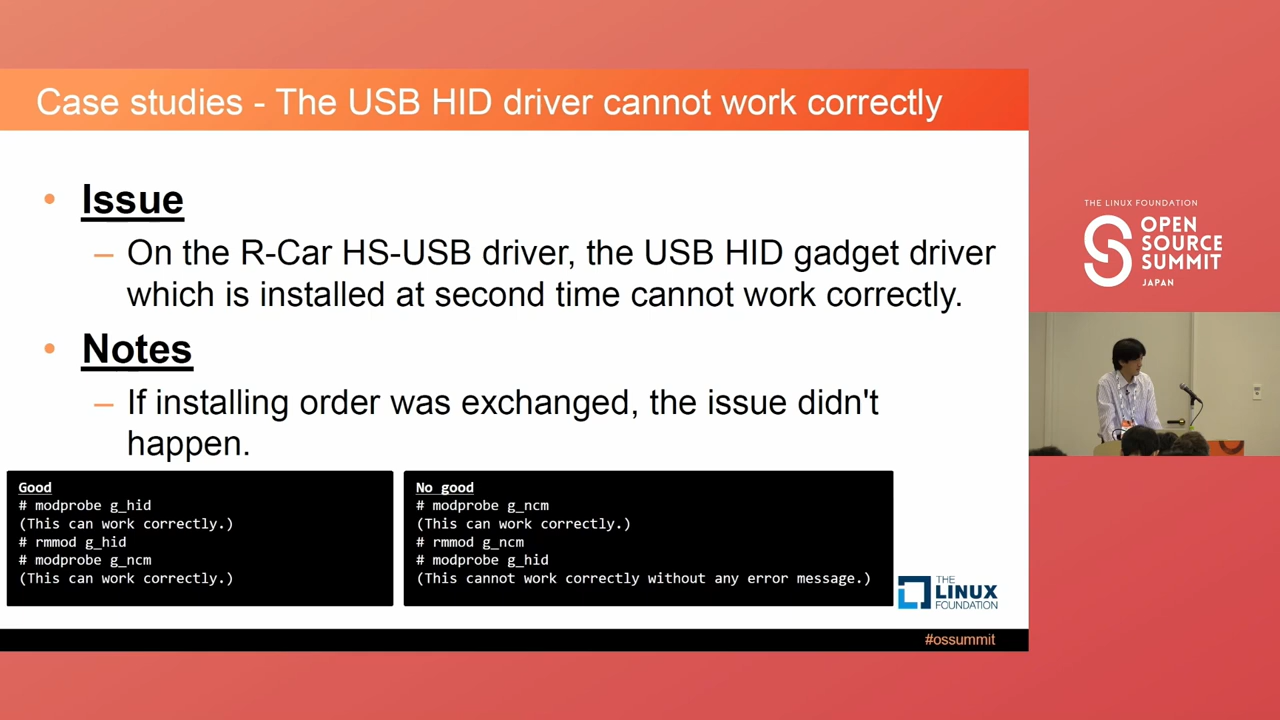 Case studies - The USB HID driver cannot work correctly
• Issue
– On the R-Car HS-USB driver, the USB HID gadget driver
which is installed at second time cannot work correctly.
• Notes
– If installing order was exchanged, the issue didn't
happen.
Good
# modprobe g_hid
(This can work correctly.)
# rmmod g_hid
# modprobe g_ncm
(This can work correctly.)
No good
# modprobe g_ncm
(This can work correctly.)
# rmmod g_ncm
# modprobe g_hid
(This cannot work correctly without any error message.)
THE
LINUX
FOUNDATION
#ossummit
THE LINUX FOUNDATION
OPEN
SOURCE
SUMMIT
JAPAN